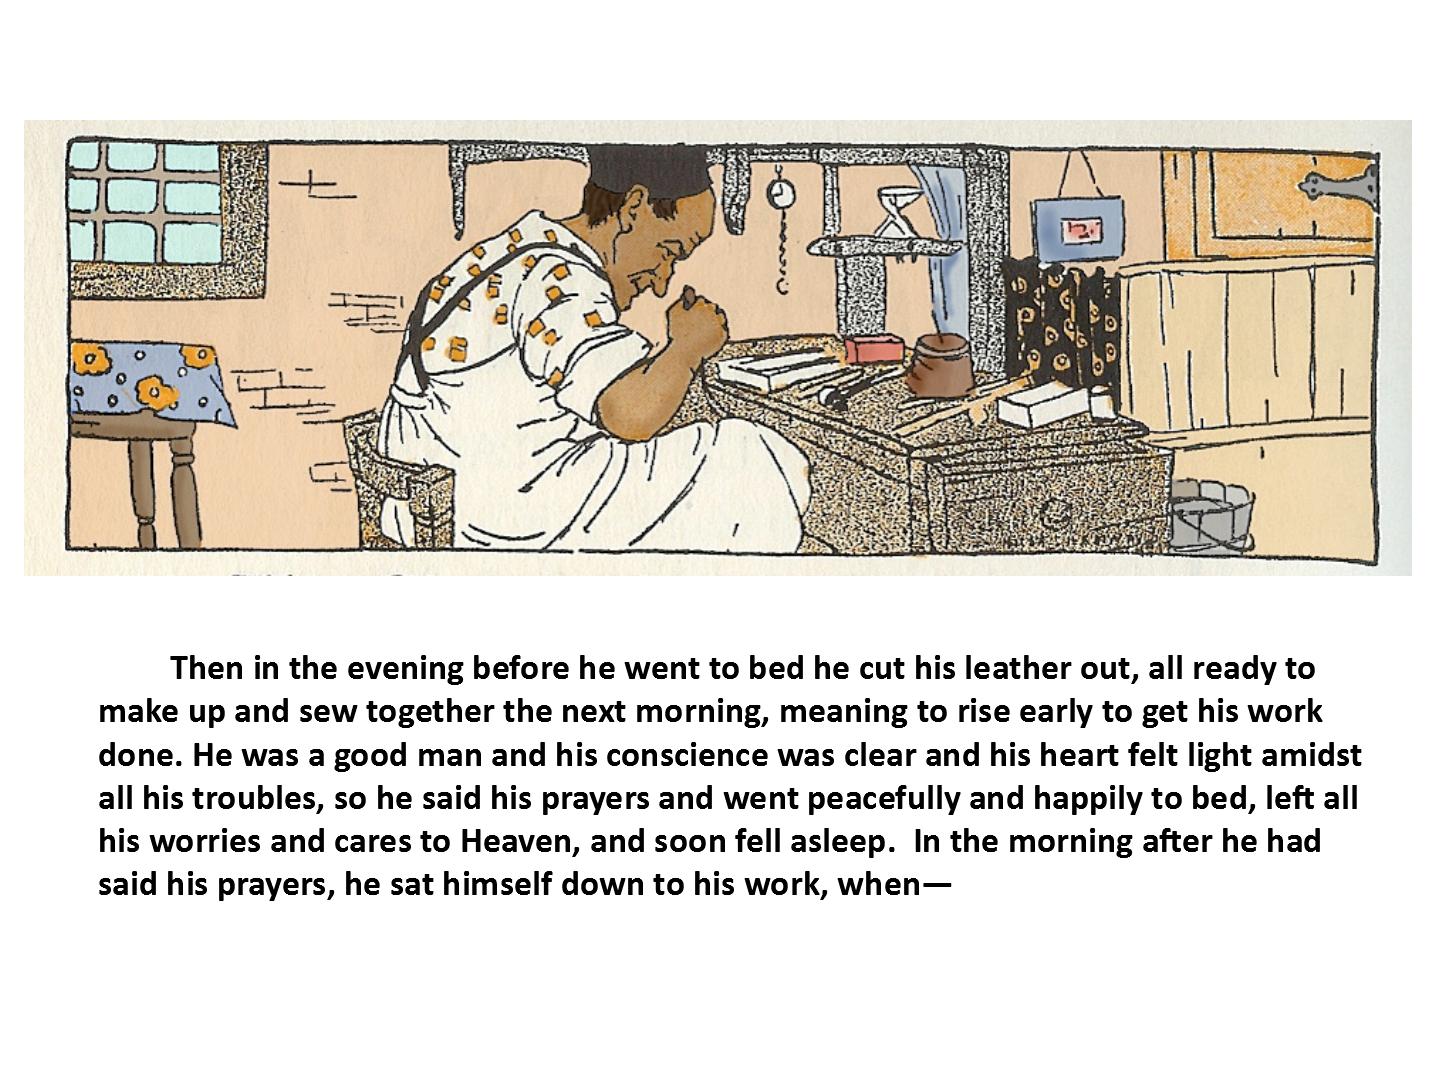 Then in the evening before he went to bed he cut his leather out, all ready to
make up and sew together the next morning, meaning to rise early to get his work
done. He was a good man and his conscience was clear and his heart felt light amidst
all his troubles, so he said his prayers and went peacefully and happily to bed, left all
his worries and cares to Heaven, and soon fell asleep.  In the morning after he had
said his prayers, he sat himself down to his work, when—